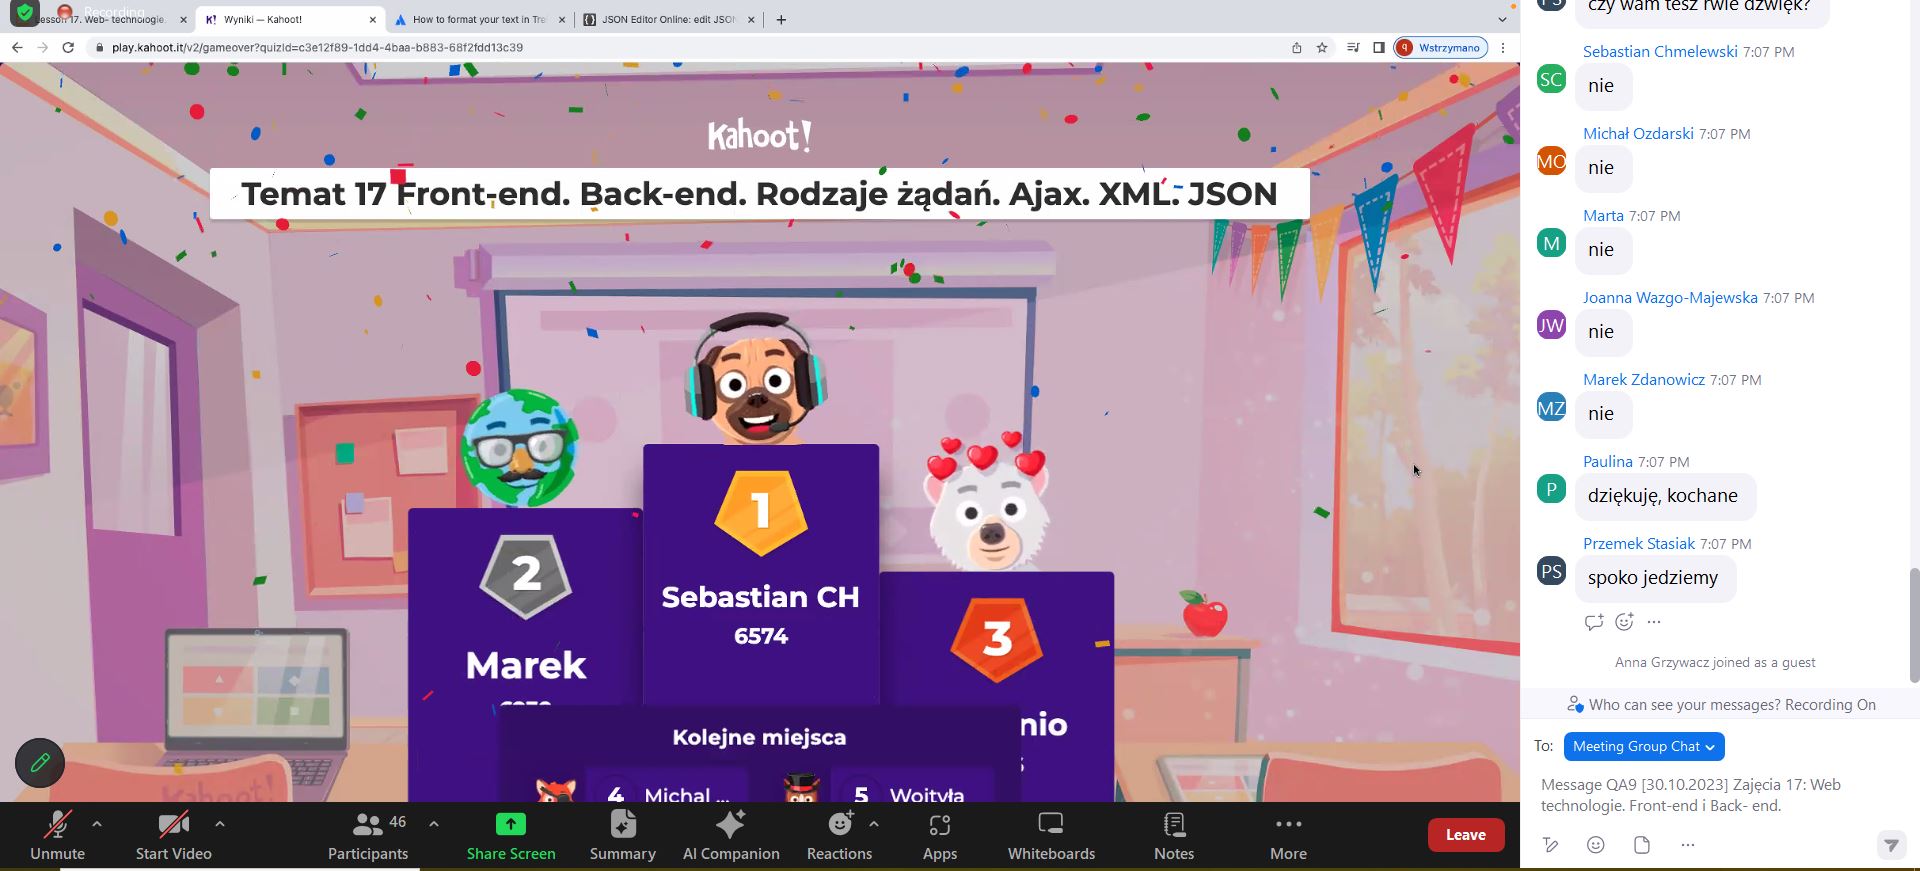 Recording
Lesson 17. Web- technologie.
K! Wyniki — Kahoot!
How to format your text in Tre
JSON Editor Online: edit JSON
play.kahoot.it/v2/gameover?quizId=c3e12f89-1dd4-4baa-b883-68f2fdd13c39
Wstrzymano
Kahoot!
Temat 17 Front-end. Back-end. Rodzaje żądań. Ajax. XML. JSON
1
Sebastian CH
6574
2
Marek
3
nio
Kolejne miejsca
4 Michal ...
5 Wojtyła
Kahoot!
czy wam tesz rwie dzwięk?
Sebastian Chmelewski 7:07 PM
SC
nie
Michał Ozdarski 7:07 PM
MO
nie
Marta 7:07 PM
M
nie
Joanna Wazgo-Majewska 7:07 PM
JW
nie
Marek Zdanowicz 7:07 PM
MZ
nie
Paulina 7:07 PM
P
dziękuję, kochane
Przemek Stasiak 7:07 PM
PS
spoko jedziemy
Anna Grzywacz joined as a guest
Who can see your messages? Recording On
To: Meeting Group Chat
Message QA9 [30.10.2023] Zajęcia 17: Web
technologie. Front-end i Back- end.
Unmute
Start Video
46
Participants
Share Screen
Summary
AI Companion
Reactions
Apps
Whiteboards
Notes
More
Leave